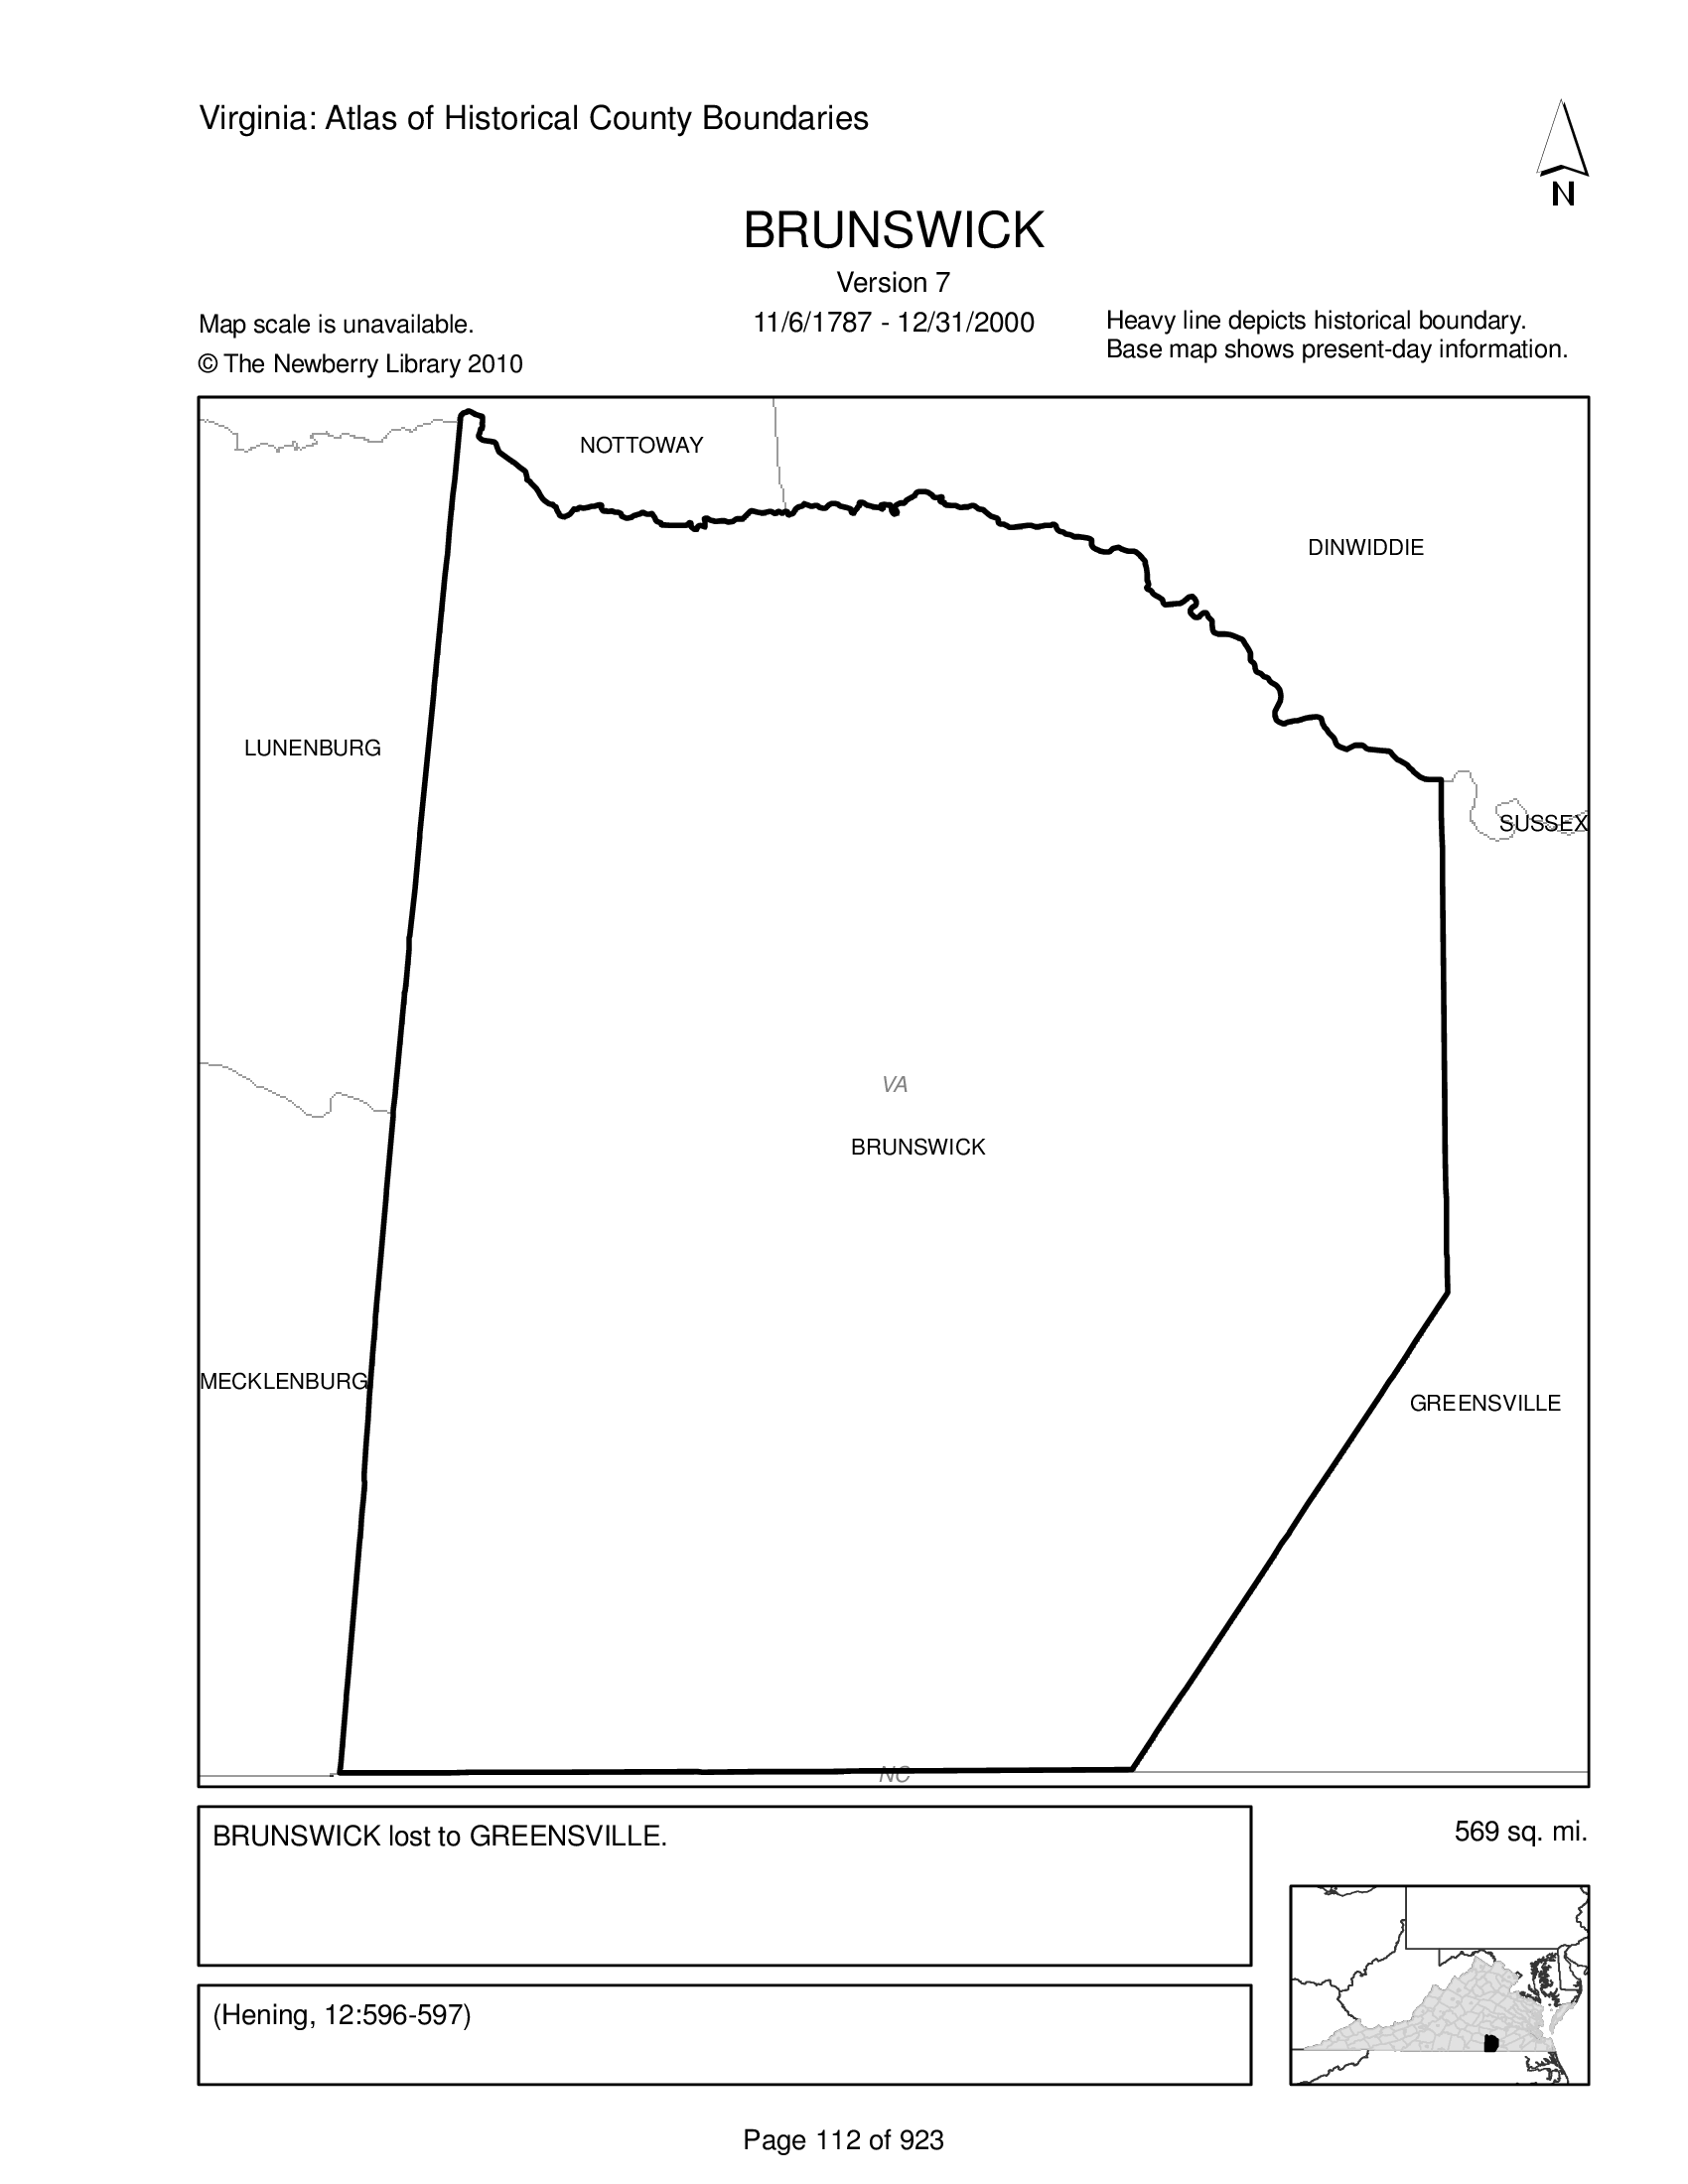 Virginia: Atlas of Historical County Boundaries
N
BRUNSWICK
Version 7
11/6/1787 - 12/31/2000
Map scale is unavailable.
© The Newberry Library 2010
Heavy line depicts historical boundary.
Base map shows present-day information.
NOTTOWAY
DINWIDDIE
LUNENBURG
SUSSEX
VA
BRUNSWICK
MECKLENBURG
GREENSVILLE
NC
BRUNSWICK lost to GREENSVILLE.
569 sq. mi.
(Hening, 12:596-597)
Page 112 of 923